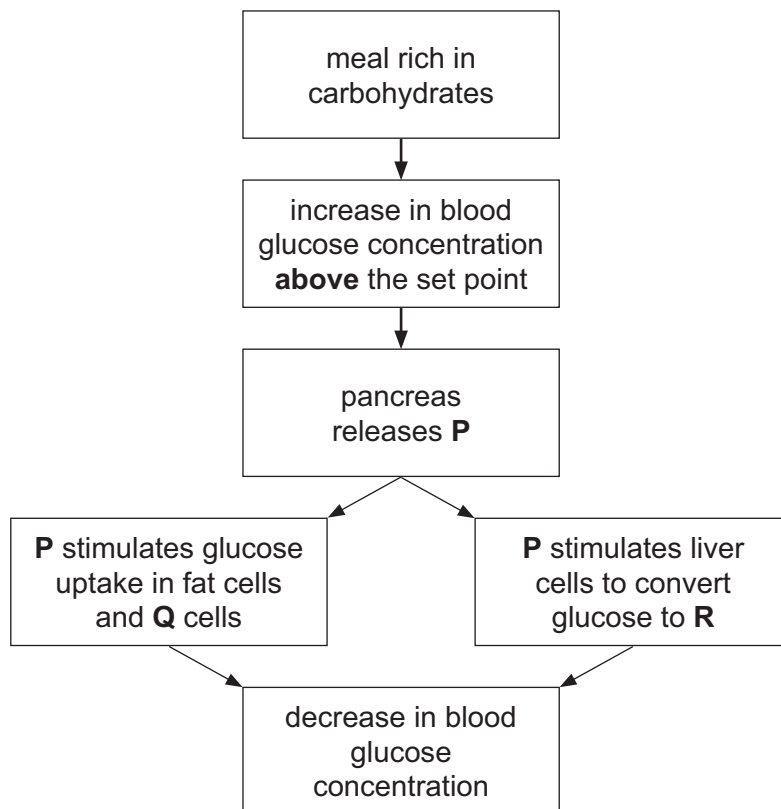 meal rich in
carbohydrates
increase in blood
glucose concentration
above the set point
pancreas
releases P
P stimulates glucose
uptake in fat cells
and Q cells
P stimulates liver
cells to convert
glucose to R
decrease in blood
glucose
concentration